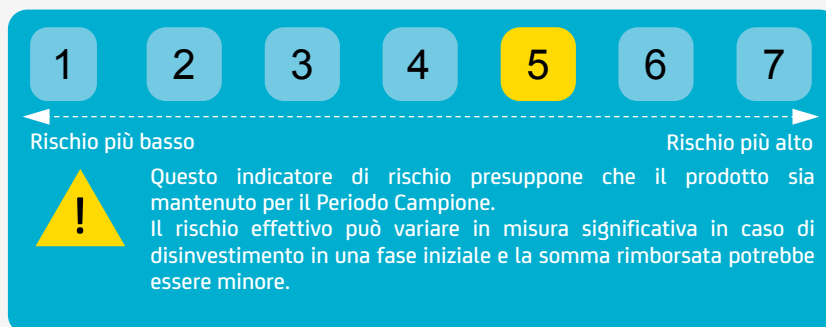 1 2 3 4 5 6 7
Rischio più basso Rischio più alto
!
Questo indicatore di rischio presuppone che il prodotto sia
mantenuto per il Periodo Campione.
Il rischio effettivo può variare in misura significativa in caso di
disinvestimento in una fase iniziale e la somma rimborsata potrebbe
essere minore.